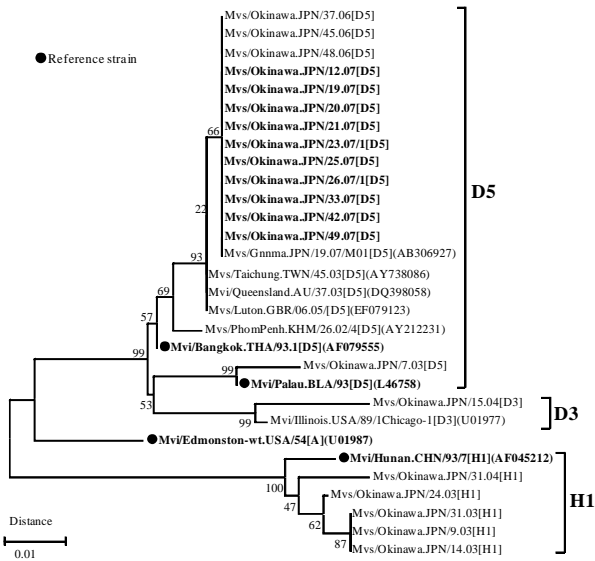 Mvs/Okinawa.JPN/37.06[D5]
Mvs/Okinawa.JPN/45.06[D5]
Mvs/Okinawa.JPN/48.06[D5]
●Reference strain
Mvs/Okinawa.JPN/12.07[D5]
Mvs/Okinawa.JPN/19.07[D5]
Mvs/Okinawa.JPN/20.07[D5]
Mvs/Okinawa.JPN/21.07[D5]
66
Mvs/Okinawa.JPN/23.07/1[D5]
Mvs/Okinawa.JPN/25.07[D5]
Mvs/Okinawa.JPN/26.07/1[D5]
D5
Mvs/Okinawa.JPN/33.07[D5]
22
Mvs/Okinawa.JPN/42.07[D5]
Mvs/Okinawa.JPN/49.07[D5]
Mvs/Gnnma.JPN/19.07/M01[D5](AB306927)
93
Mvs/Taichung.TWN/45.03[D5](AY738086)
69
Mvi/Queensland.AU/37.03[D5](DQ398058)
Mvs/Luton.GBR/06.05/[D5](EF079123)
57
Mvs/PhomPenh.KHM/26.02/4[D5](AY212231)
Mvi/Bangkok.THA/93.1[D5](AF079555)
99
Mvs/Okinawa.JPN/7.03[D5]
99
Mvi/Palau.BLA/93[D5](L46758)
53
Mvs/Okinawa.JPN/15.04[D3]
D3
99
Mvi/Illinois.USA/89/1Chicago-1[D3](U01977)
Mvi/Edmonston-wt.USA/54[A](U01987)
Mvi/Hunan.CHN/93/7[H1](AF045212)
Mvs/Okinawa.JPN/31.04[H1]
100
Mvs/Okinawa.JPN/24.03[H1]
H1
47
Mvs/Okinawa.JPN/31.03[H1]
62
Mvs/Okinawa.JPN/9.03[H1]
87
Mvs/Okinawa.JPN/14.03[H1]
Distance
0.01